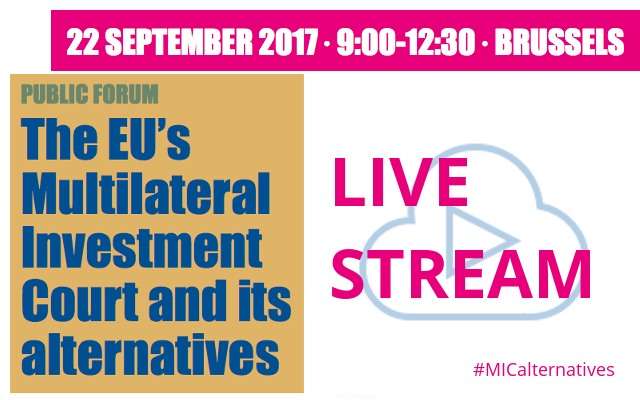 22 SEPTEMBER 2017 · 9:00-12:30 · BRUSSELS
PUBLIC FORUM
The EU’s
Multilateral
Investment
Court and its
alternatives
LIVE
STREAM
#MICalternatives